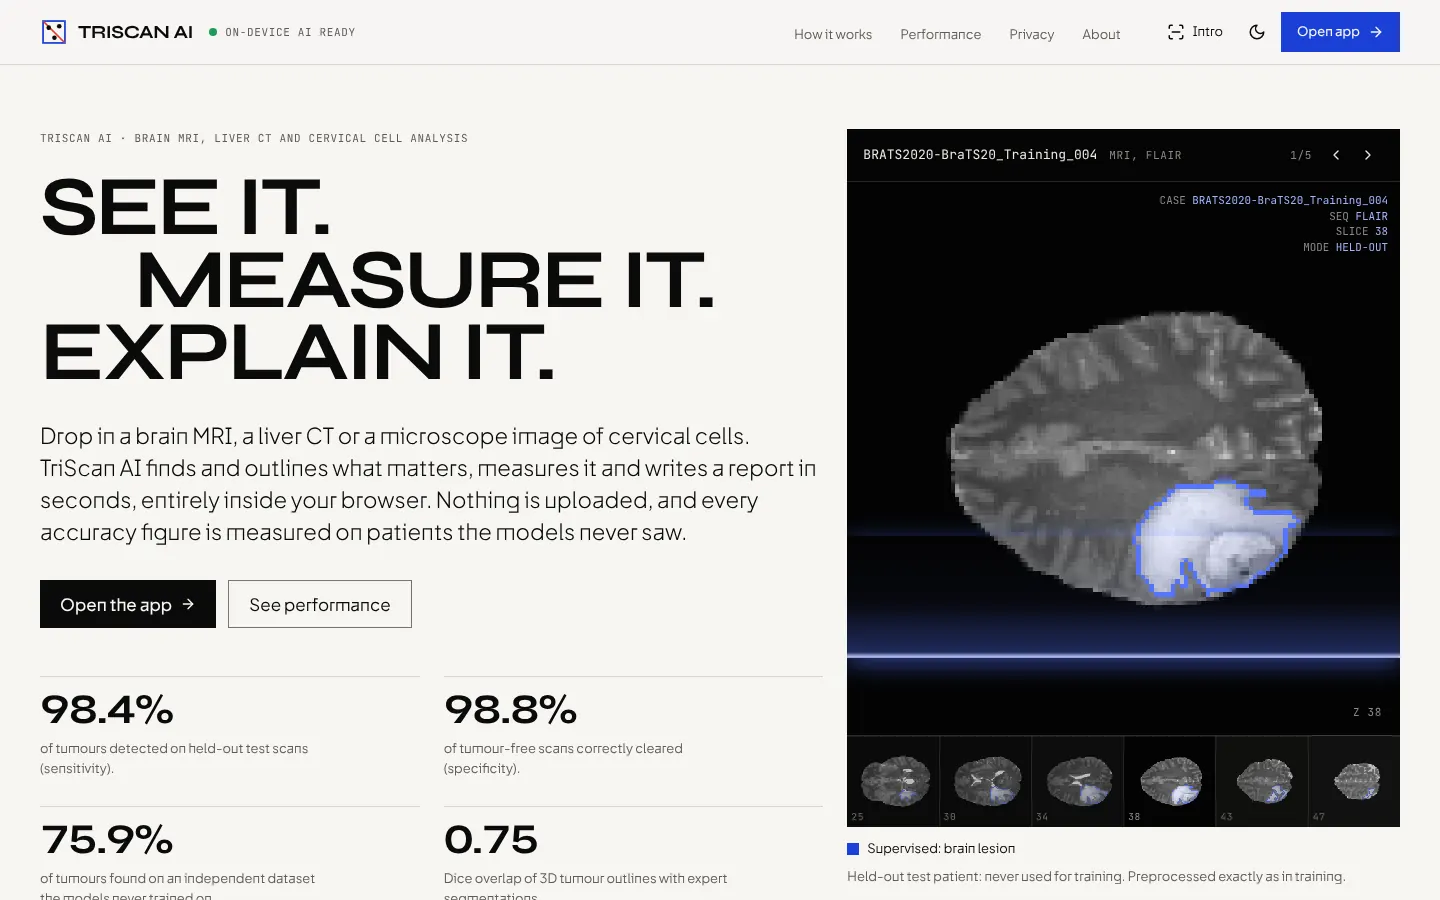 TRISCAN AI
ON-DEVICE AI READY
How it works
Performance
Privacy
About
Intro
Open app
TRISCAN AI · BRAIN MRI, LIVER CT AND CERVICAL CELL ANALYSIS
SEE IT.
MEASURE IT.
EXPLAIN IT.
Drop in a brain MRI, a liver CT or a microscope image of cervical cells.
TriScan AI finds and outlines what matters, measures it and writes a report in
seconds, entirely inside your browser. Nothing is uploaded, and every
accuracy figure is measured on patients the models never saw.
Open the app
See performance
98.4%
of tumours detected on held-out test scans
(sensitivity).
98.8%
of tumour-free scans correctly cleared
(specificity).
75.9%
of tumours found on an independent dataset
the models never trained on.
0.75
Dice overlap of 3D tumour outlines with expert
segmentations.
BRATS2020-BraTS20_Training_004
MRI, FLAIR
1/5
CASE BRATS2020-BraTS20_Training_004
SEQ FLAIR
SLICE 38
MODE HELD-OUT
Z 38
25
30
34
38
43
47
Supervised: brain lesion
Held-out test patient: never used for training. Preprocessed exactly as in training.